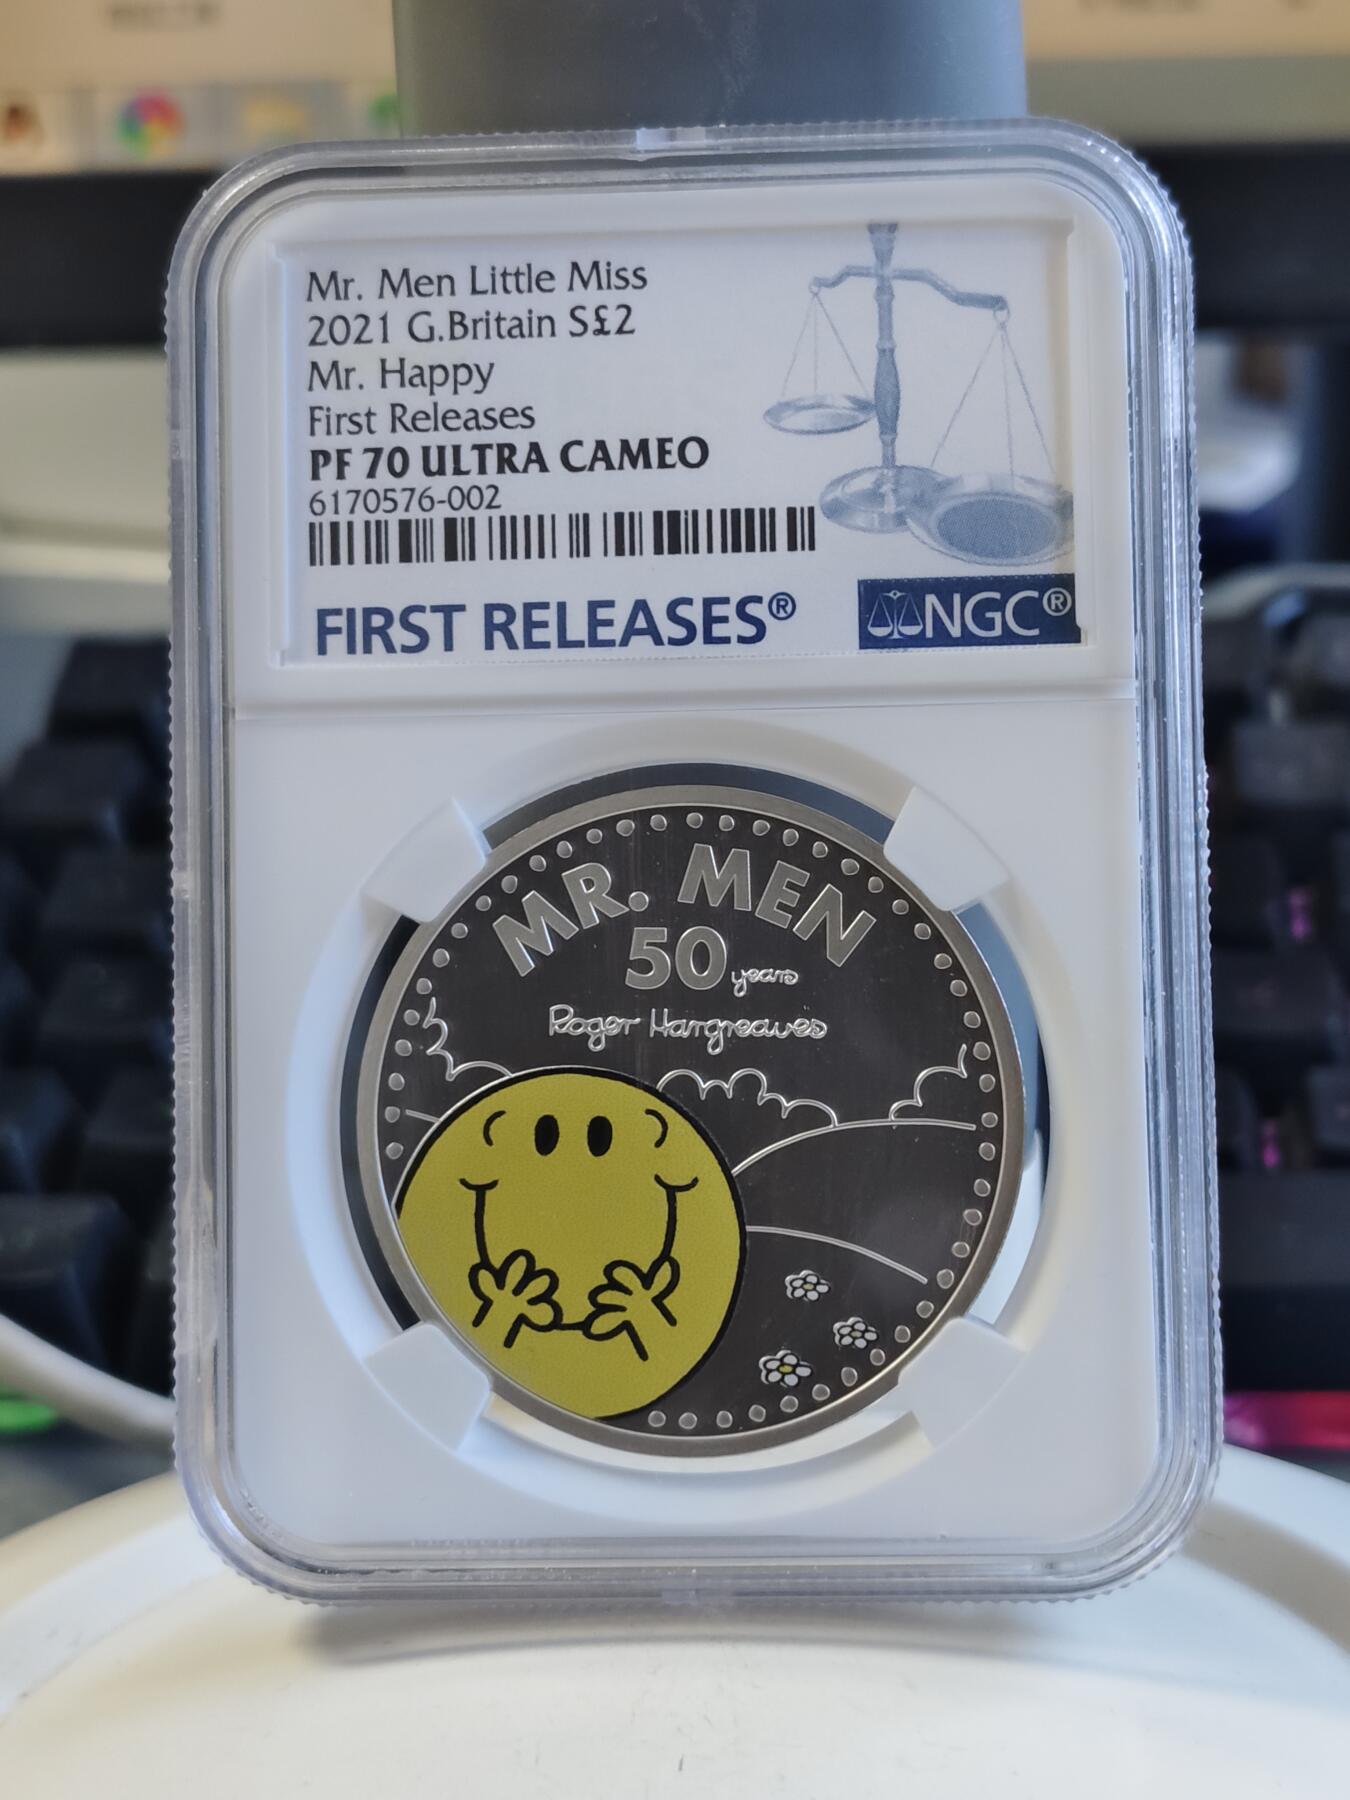 Mr. Men Little Miss
2021 G.Britain S£2
Mr. Happy
First Releases
PF 70 ULTRA CAMEO
6170576-002
FIRST RELEASES®
NGC®
MR. MEN
50 years
Roger Hargreaves